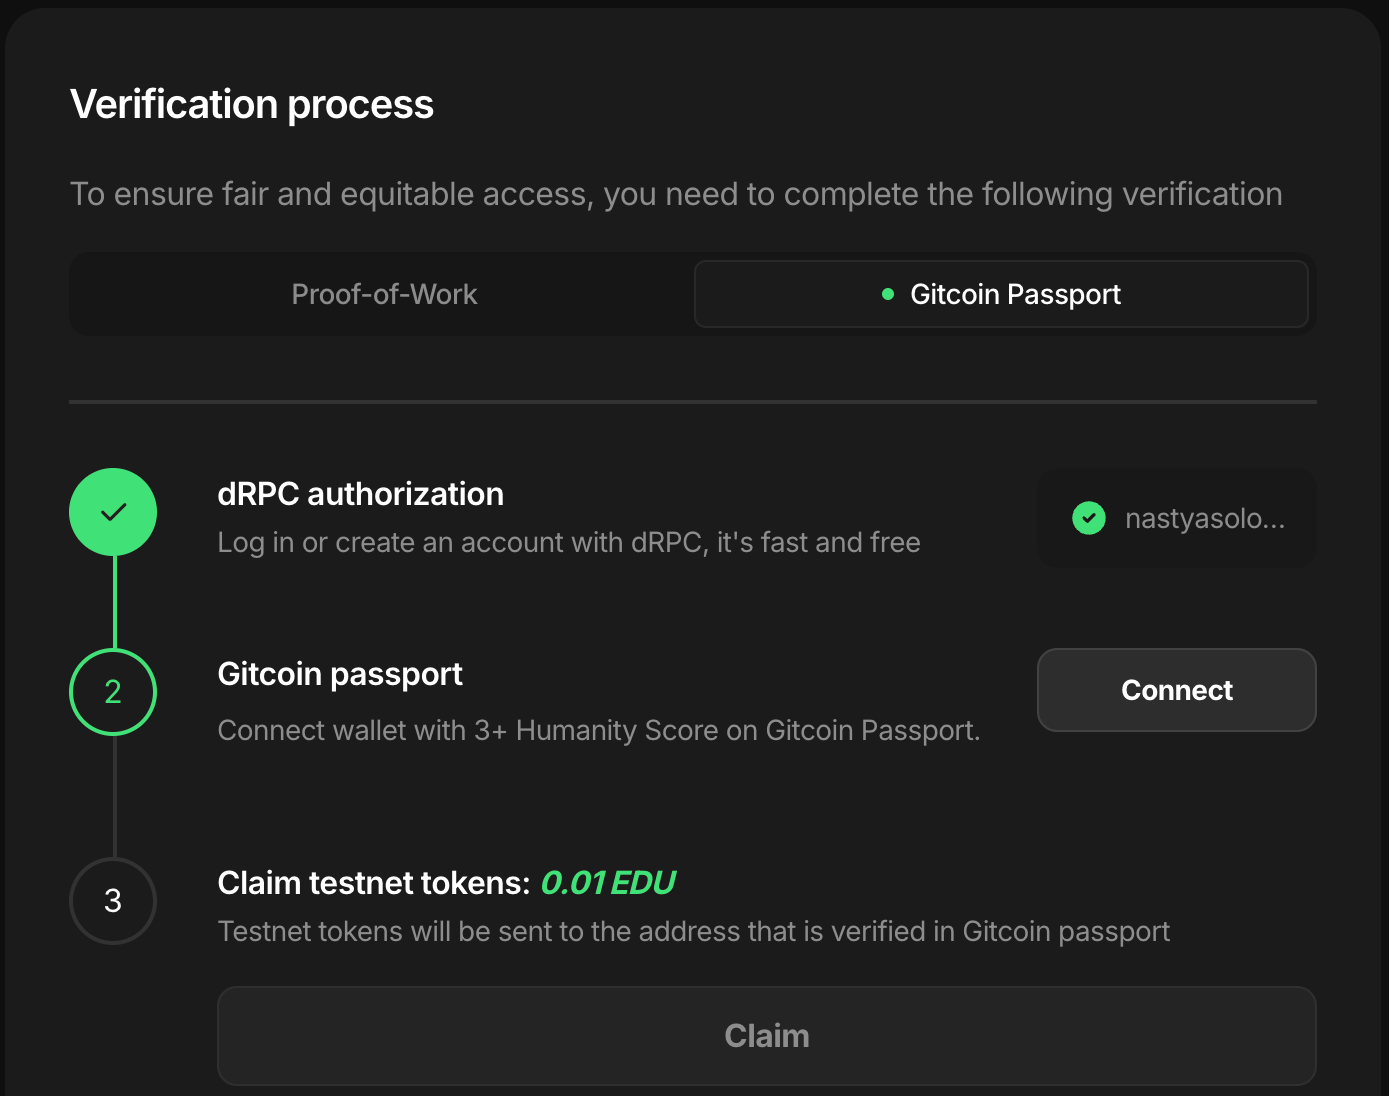 Verification process
To ensure fair and equitable access, you need to complete the following verification
Proof-of-Work
Gitcoin Passport
dRPC authorization
Log in or create an account with dRPC, it's fast and free
nastyasolo...
2
Gitcoin passport
Connect wallet with 3+ Humanity Score on Gitcoin Passport.
Connect
3
Claim testnet tokens: 0.01 EDU
Testnet tokens will be sent to the address that is verified in Gitcoin passport
Claim